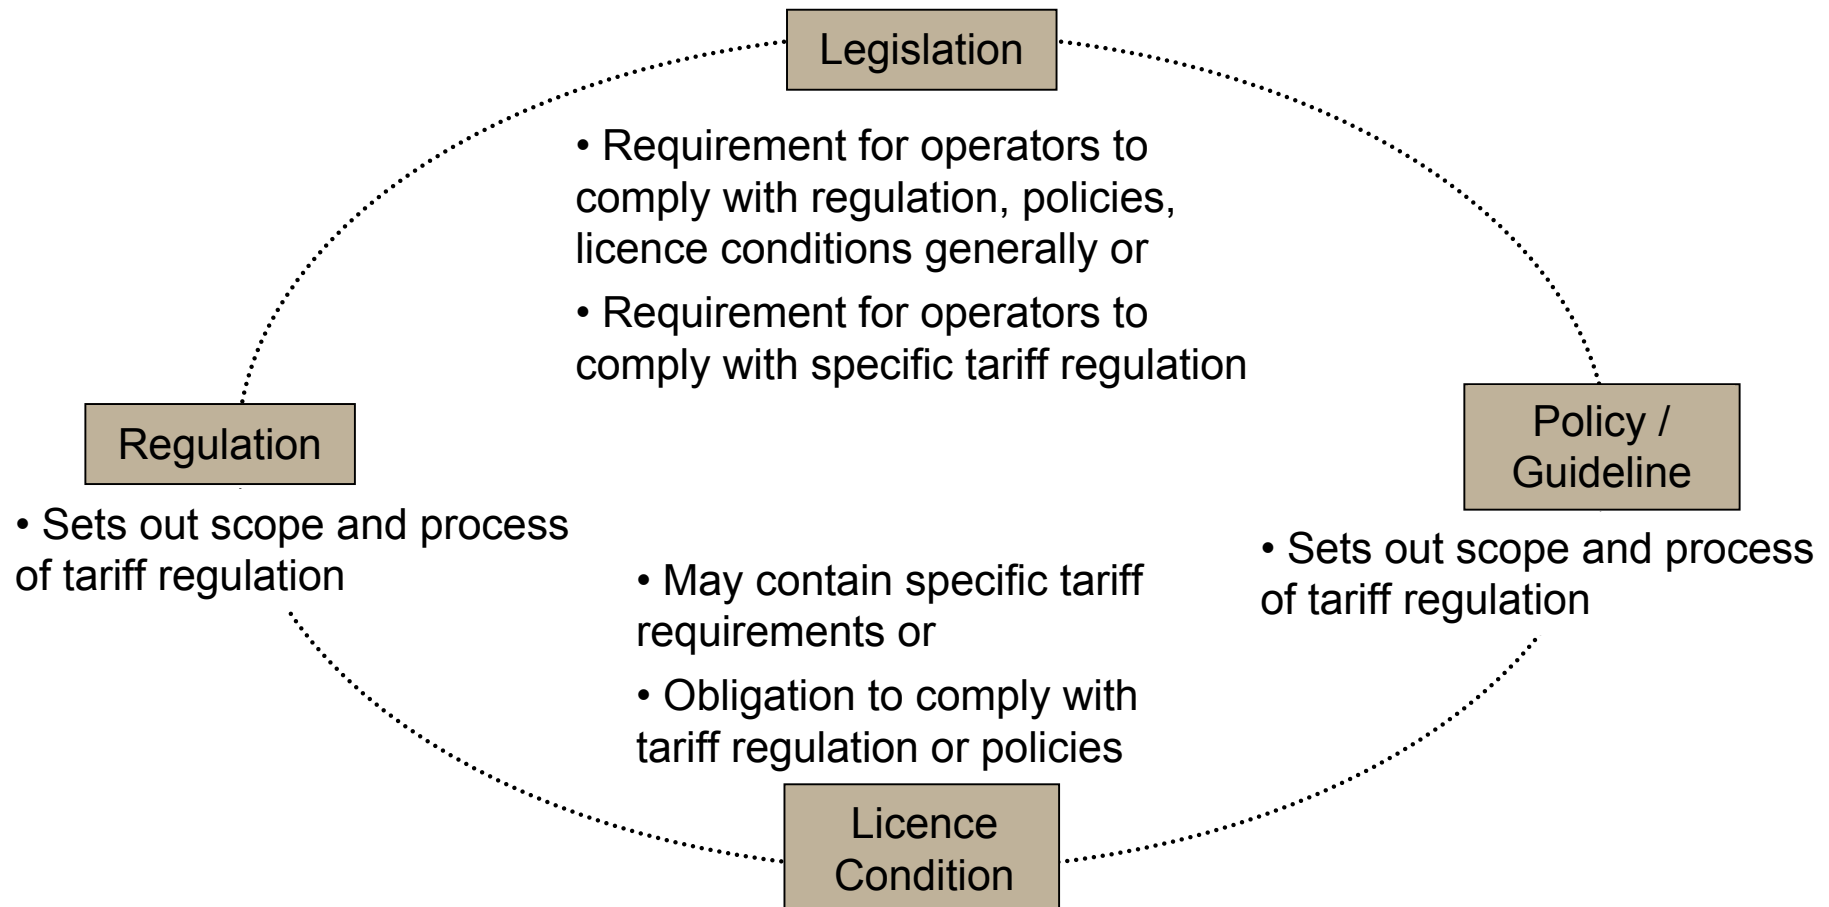 Legislation
• Requirement for operators to
comply with regulation, policies,
licence conditions generally or
• Requirement for operators to
comply with specific tariff regulation
Regulation
• Sets out scope and process
of tariff regulation
Policy /
Guideline
• Sets out scope and process
of tariff regulation
• May contain specific tariff
requirements or
• Obligation to comply with
tariff regulation or policies
Licence
Condition